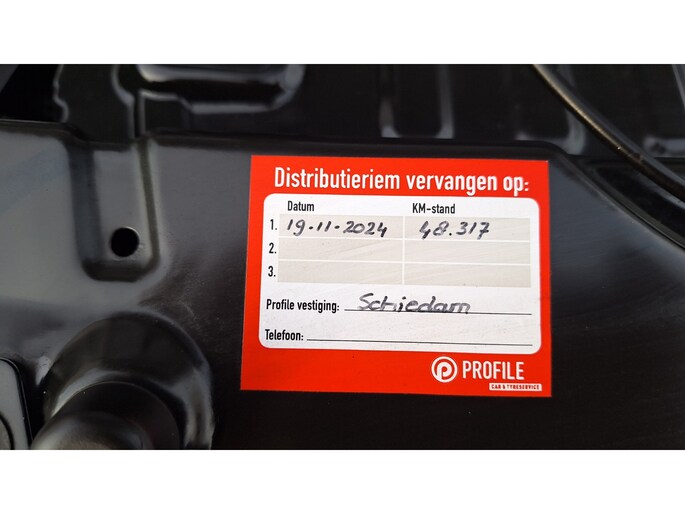 Distributieriem vervangen op:
Datum KM-stand
1. 19-11-2024 48.317
2.
3.
Profile vestiging: Schiedam
Telefoon:
PROFILE
CAR & TYRESERVICE